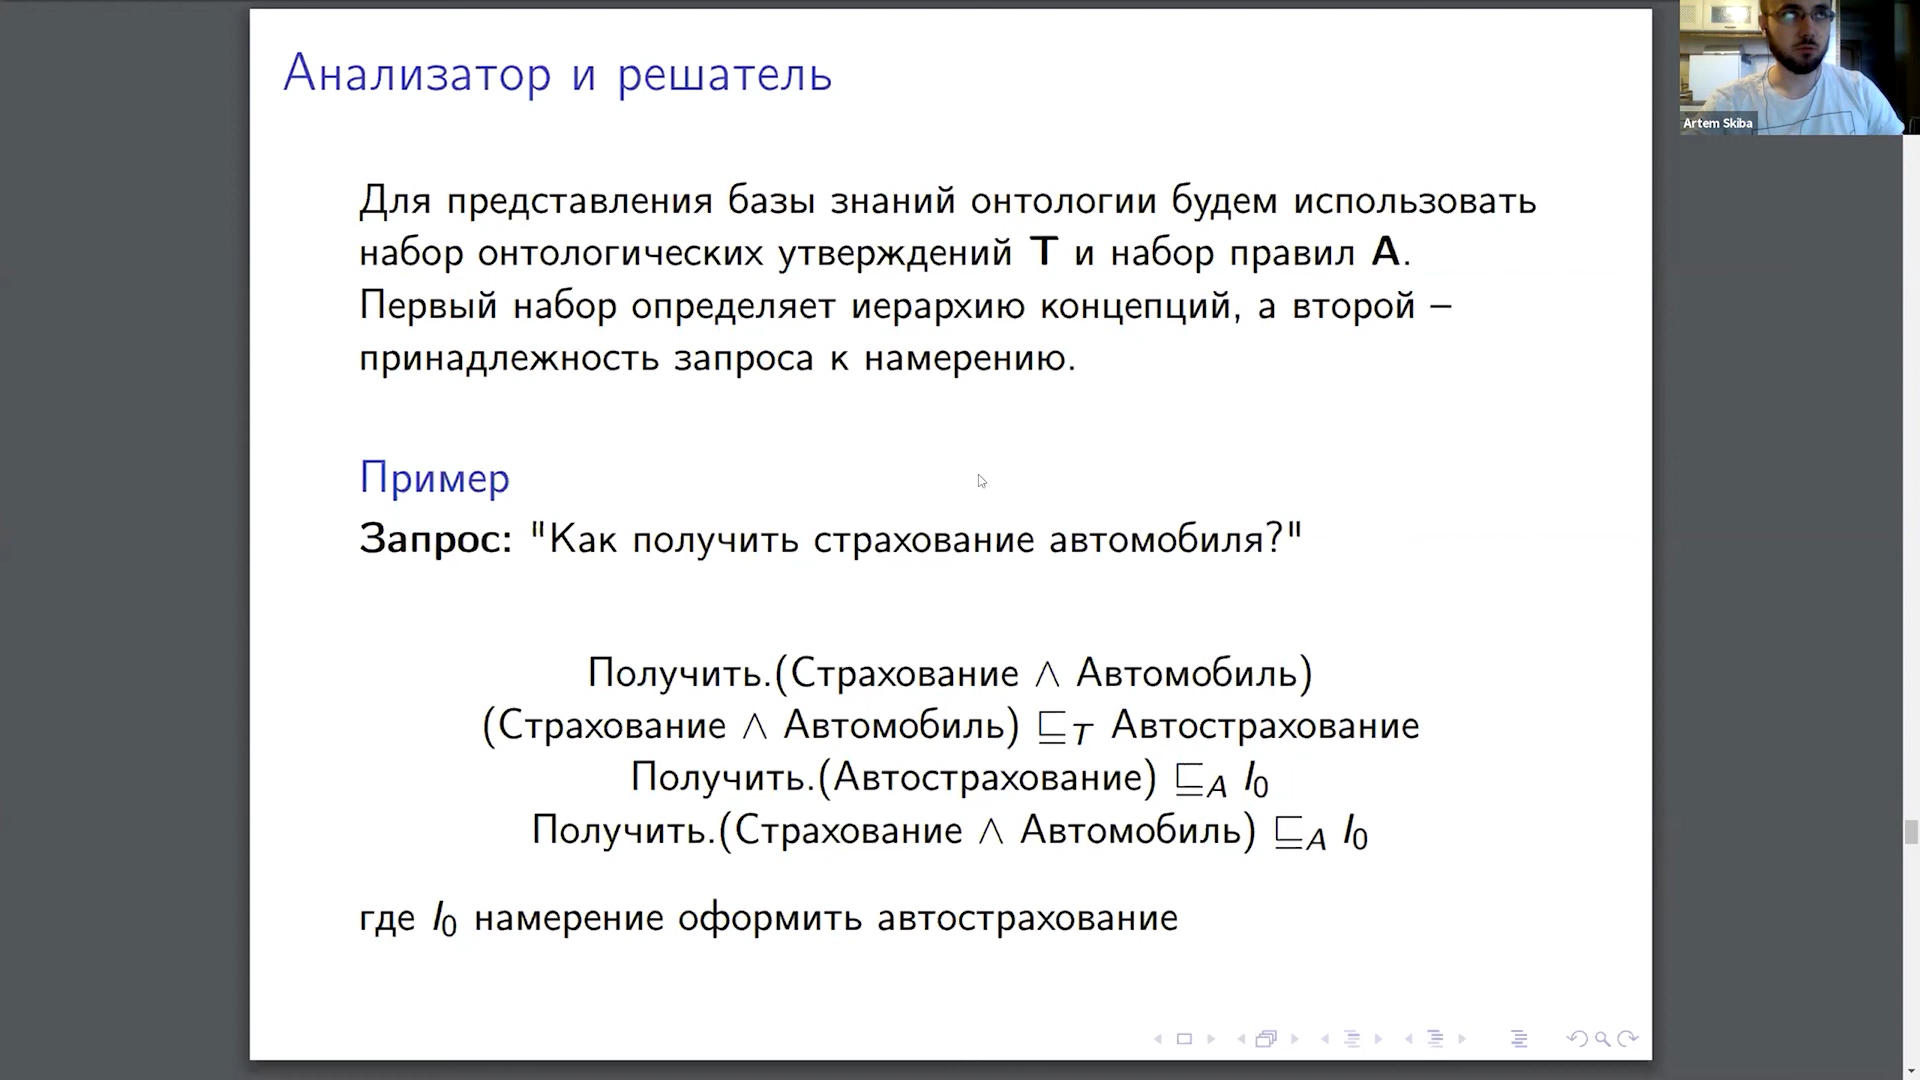 Анализатор и решатель
Artem Skiba
Для представления базы знаний онтологии будем использовать
набор онтологических утверждений T и набор правил A.
Первый набор определяет иерархию концепций, а второй –
принадлежность запроса к намерению.
Пример
Запрос: "Как получить страхование автомобиля?"
Получить.(Страхование ∧ Автомобиль)
(Страхование ∧ Автомобиль) ⊑T Автострахование
Получить.(Автострахование) ⊑A I0
Получить.(Страхование ∧ Автомобиль) ⊑A I0
где I0 намерение оформить автострахование